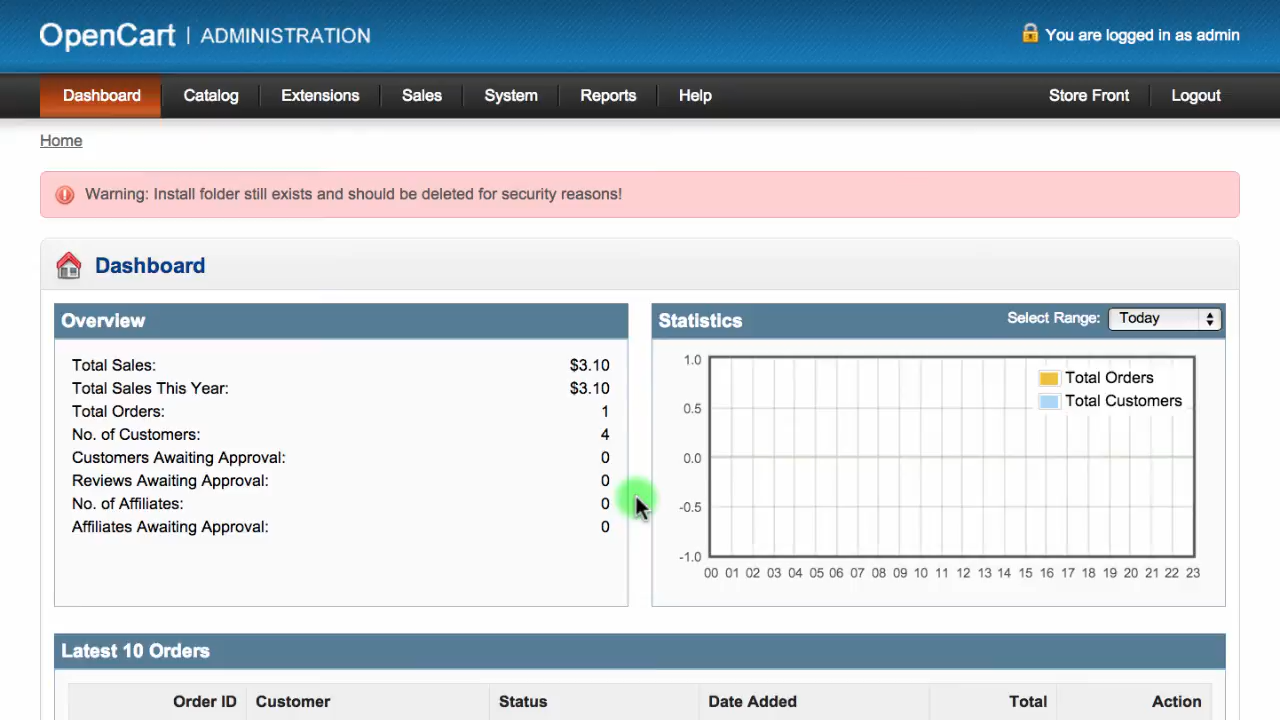 OpenCart | ADMINISTRATION
You are logged in as admin
Dashboard Catalog Extensions Sales System Reports Help Store Front Logout
Home
Warning: Install folder still exists and should be deleted for security reasons!
Dashboard
Overview
Total Sales: $3.10
Total Sales This Year: $3.10
Total Orders: 1
No. of Customers: 4
Customers Awaiting Approval: 0
Reviews Awaiting Approval: 0
No. of Affiliates: 0
Affiliates Awaiting Approval: 0
Statistics
Select Range: Today
1.0
0.5
0.0
-0.5
-1.0
Total Orders
Total Customers
00 01 02 03 04 05 06 07 08 09 10 11 12 13 14 15 16 17 18 19 20 21 22 23
Latest 10 Orders
Order ID Customer Status Date Added Total Action